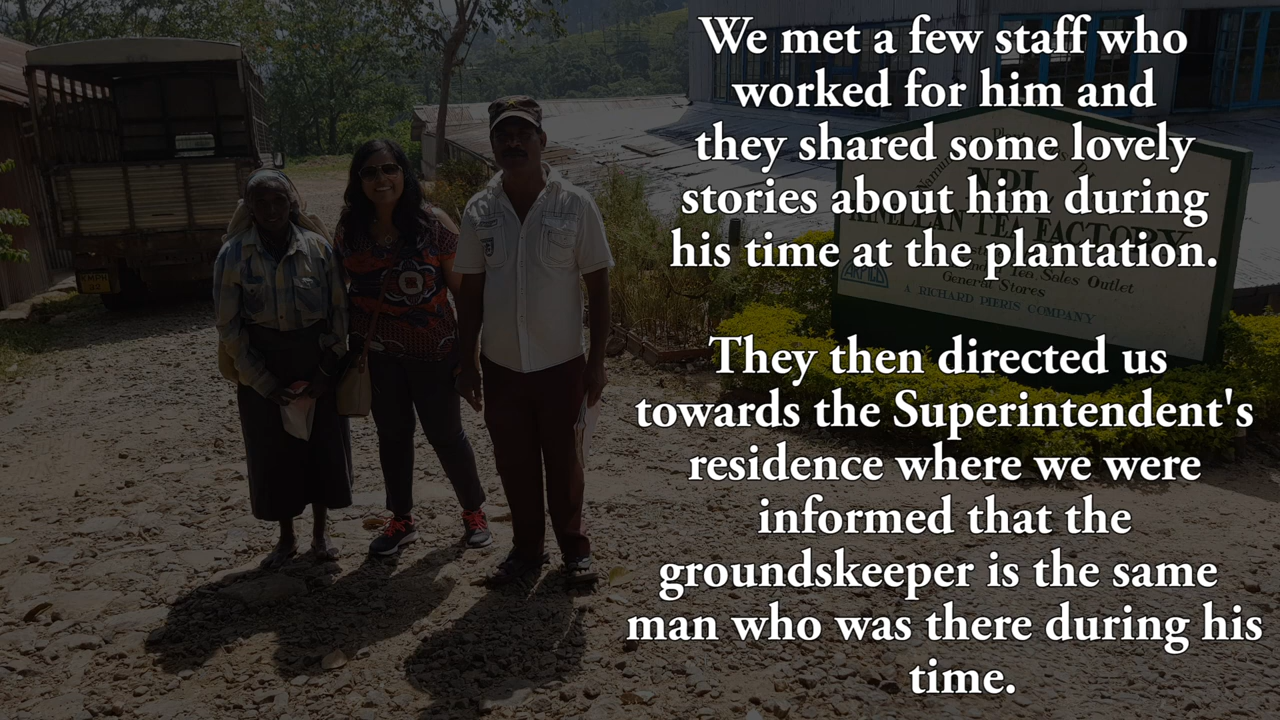 We met a few staff who
worked for him and
they shared some lovely
stories about him during
his time at the plantation.
They then directed us
towards the Superintendent's
residence where we were
informed that the
groundskeeper is the same
man who was there during his
time.
NPL
TEA FACTORY
Tea Sales Outlet
General Stores
A RICHARD PIERIS COMPANY
ARPICO